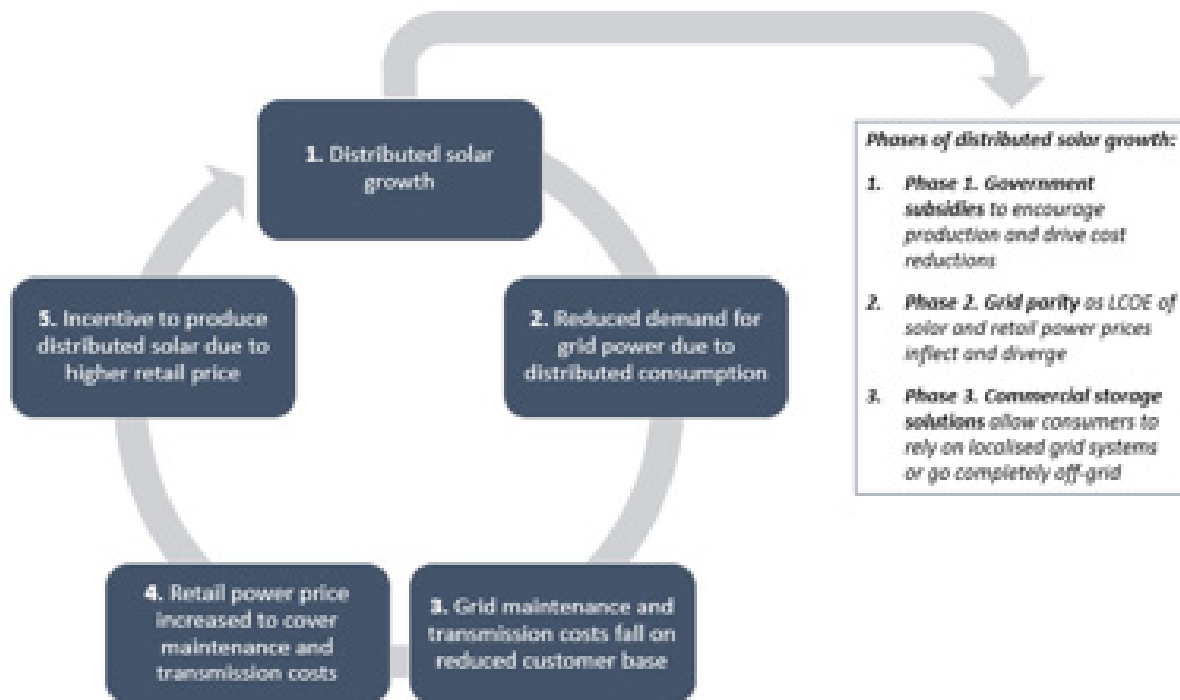 1. Distributed solar
growth
2. Reduced demand for
grid power due to
distributed consumption
3. Grid maintenance and
transmission costs fall on
reduced customer base
4. Retail power price
increased to cover
maintenance and
transmission costs
5. Incentive to produce
distributed solar due to
higher retail price
Phases of distributed solar growth:
1. Phase 1. Government
subsidies to encourage
production and drive cost
reductions
2. Phase 2. Grid parity as LCOE of
solar and retail power prices
inflect and diverge
3. Phase 3. Commercial storage
solutions allow consumers to
rely on localised grid systems
or go completely off-grid